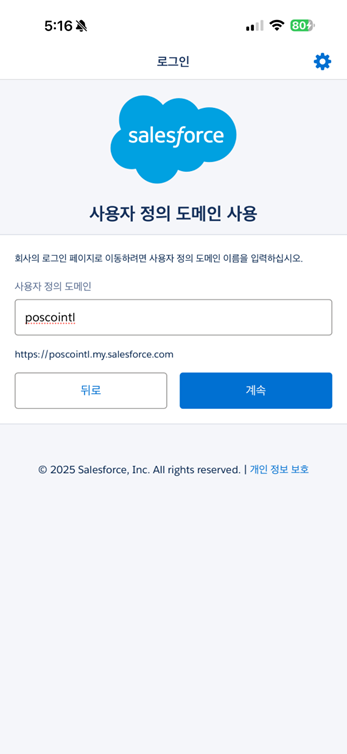 5:16
80
로그인
salesforce
사용자 정의 도메인 사용
회사의 로그인 페이지로 이동하려면 사용자 정의 도메인 이름을 입력하십시오.
사용자 정의 도메인
poscointl
https://poscointl.my.salesforce.com
뒤로
계속
© 2025 Salesforce, Inc. All rights reserved. | 개인 정보 보호